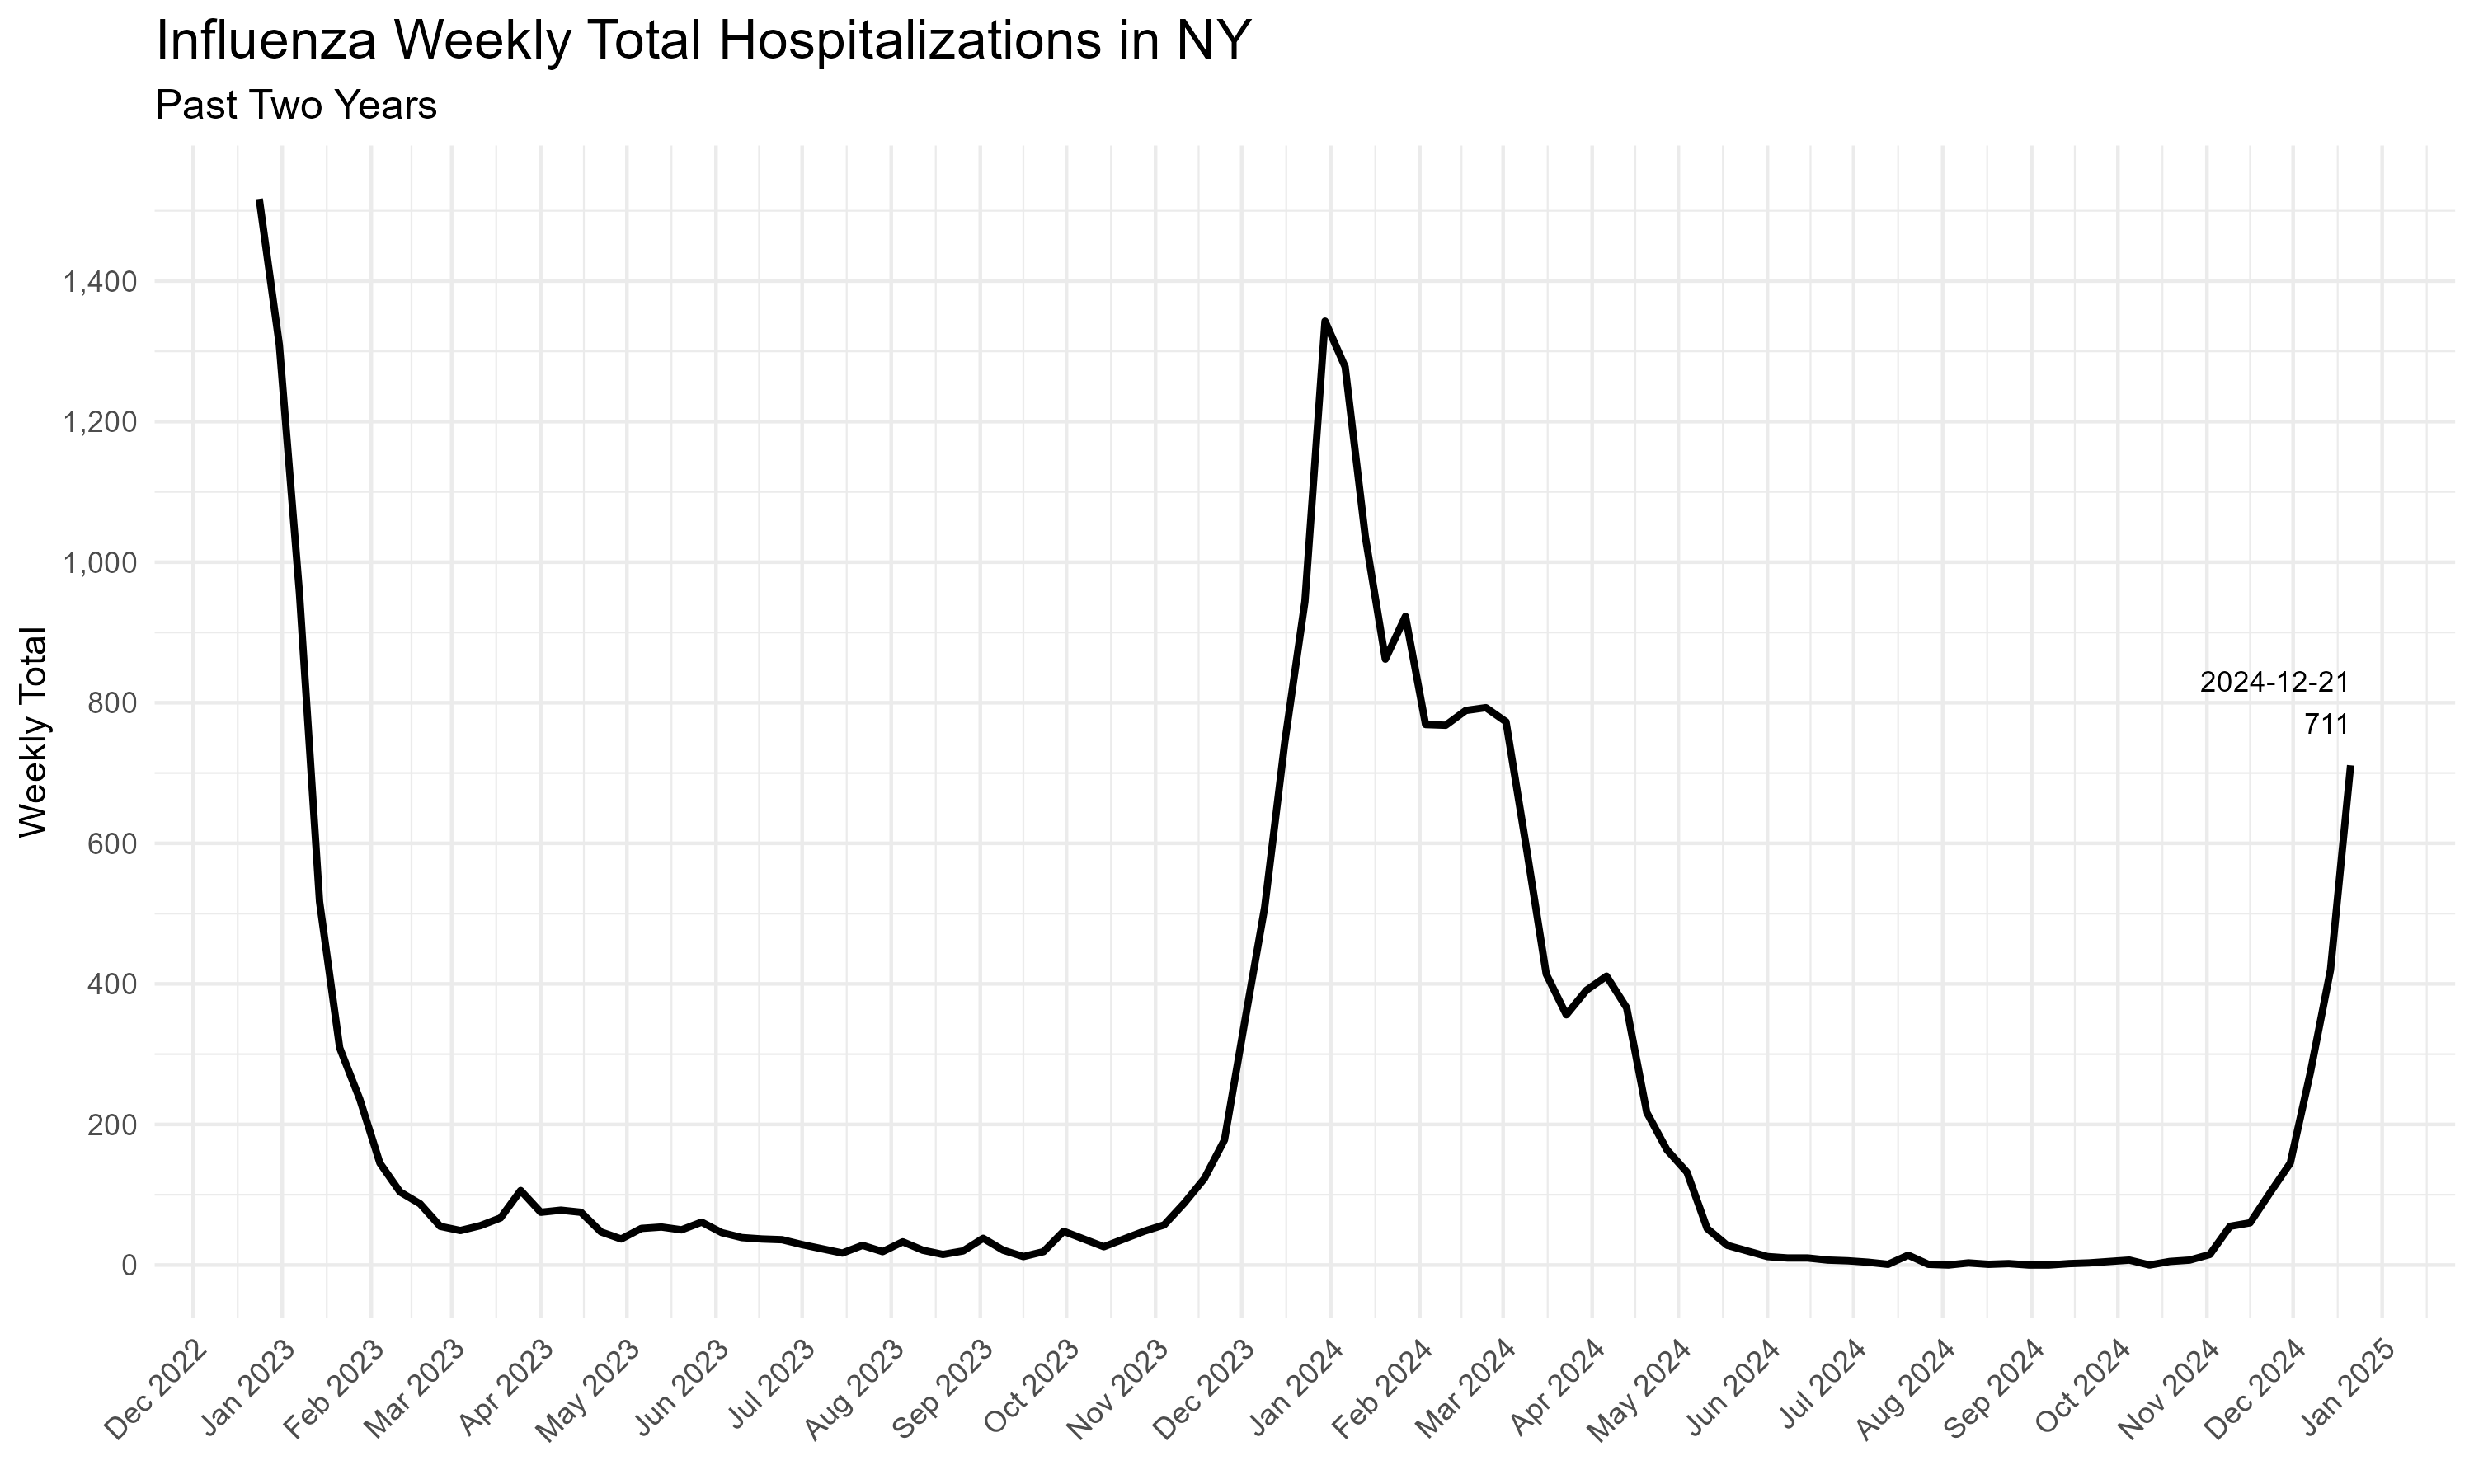 Influenza Weekly Total Hospitalizations in NY
Past Two Years
Weekly Total
1,400
1,200
1,000
800
600
400
200
0
2024-12-21
711
Dec 2022
Jan 2023
Feb 2023
Mar 2023
Apr 2023
May 2023
Jun 2023
Jul 2023
Aug 2023
Sep 2023
Oct 2023
Nov 2023
Dec 2023
Jan 2024
Feb 2024
Mar 2024
Apr 2024
May 2024
Jun 2024
Jul 2024
Aug 2024
Sep 2024
Oct 2024
Nov 2024
Dec 2024
Jan 2025